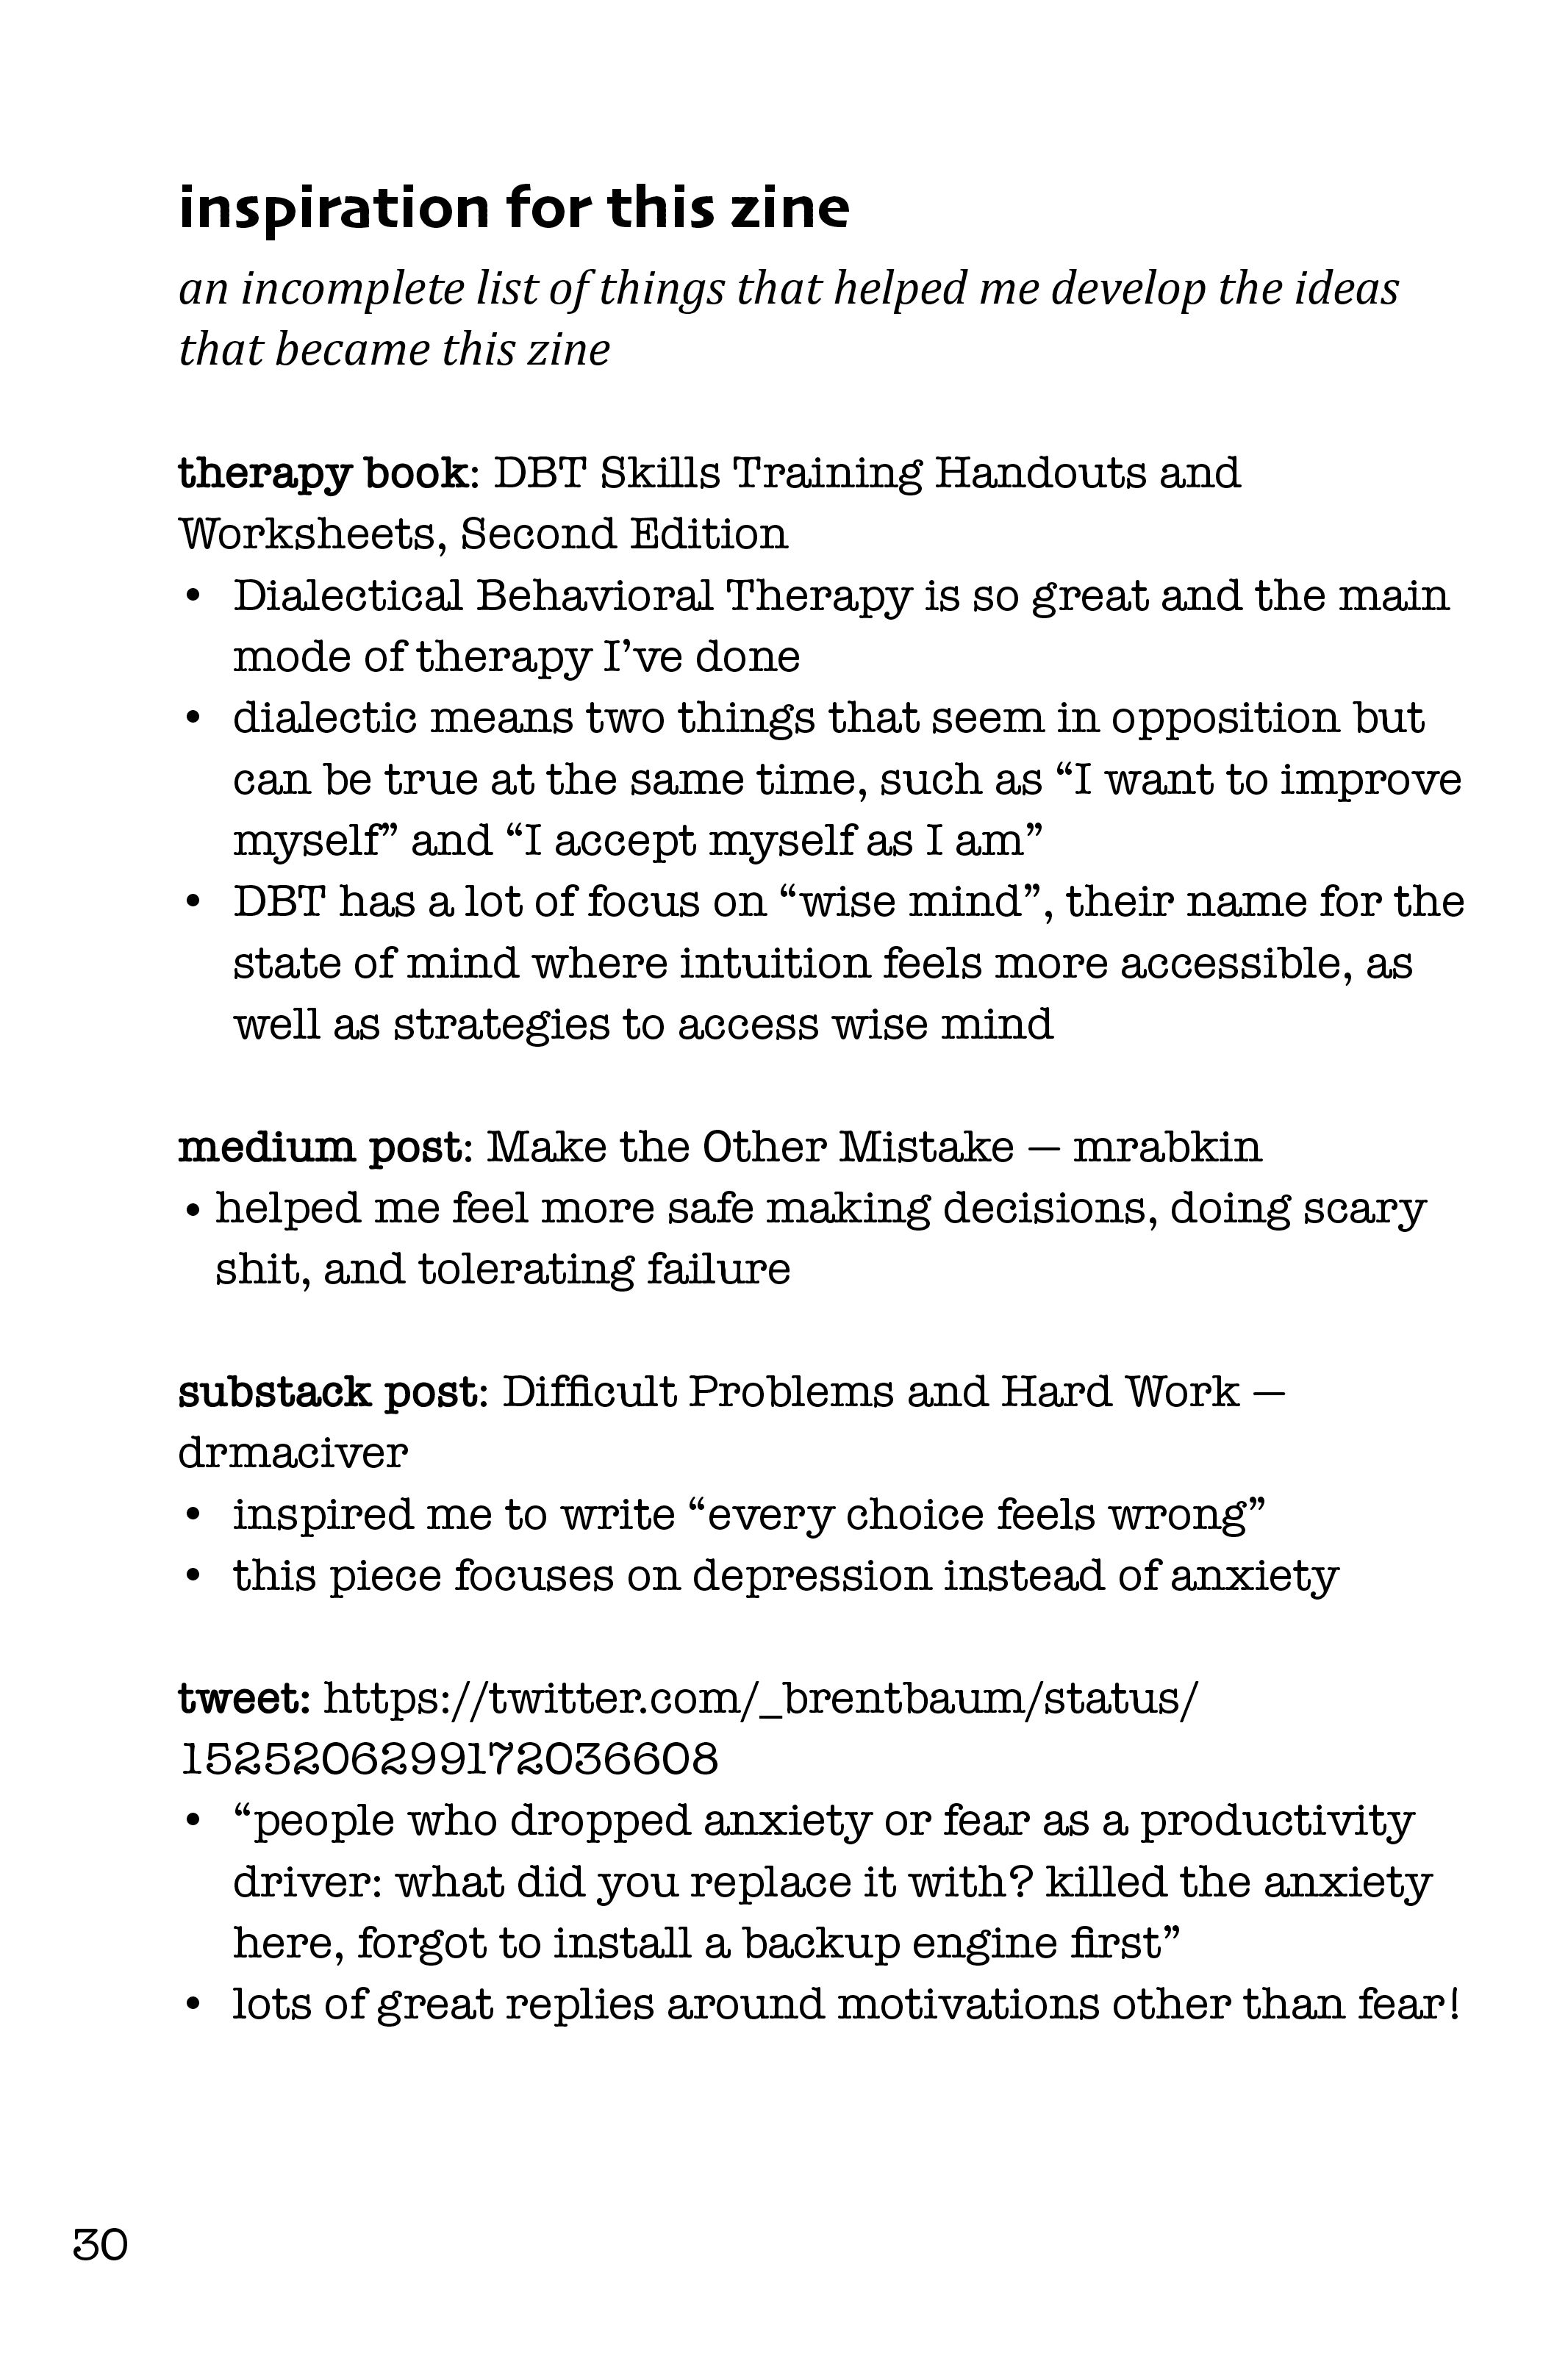 inspiration for this zine
an incomplete list of things that helped me develop the ideas
that became this zine
therapy book: DBT Skills Training Handouts and
Worksheets, Second Edition
• Dialectical Behavioral Therapy is so great and the main
mode of therapy I’ve done
• dialectic means two things that seem in opposition but
can be true at the same time, such as “I want to improve
myself” and “I accept myself as I am”
• DBT has a lot of focus on “wise mind”, their name for the
state of mind where intuition feels more accessible, as
well as strategies to access wise mind
medium post: Make the Other Mistake — mrabkin
• helped me feel more safe making decisions, doing scary
shit, and tolerating failure
substack post: Difficult Problems and Hard Work —
drmaciver
• inspired me to write “every choice feels wrong”
• this piece focuses on depression instead of anxiety
tweet: https://twitter.com/_brentbaum/status/
1525206299172036608
• “people who dropped anxiety or fear as a productivity
driver: what did you replace it with? killed the anxiety
here, forgot to install a backup engine first”
• lots of great replies around motivations other than fear!
30